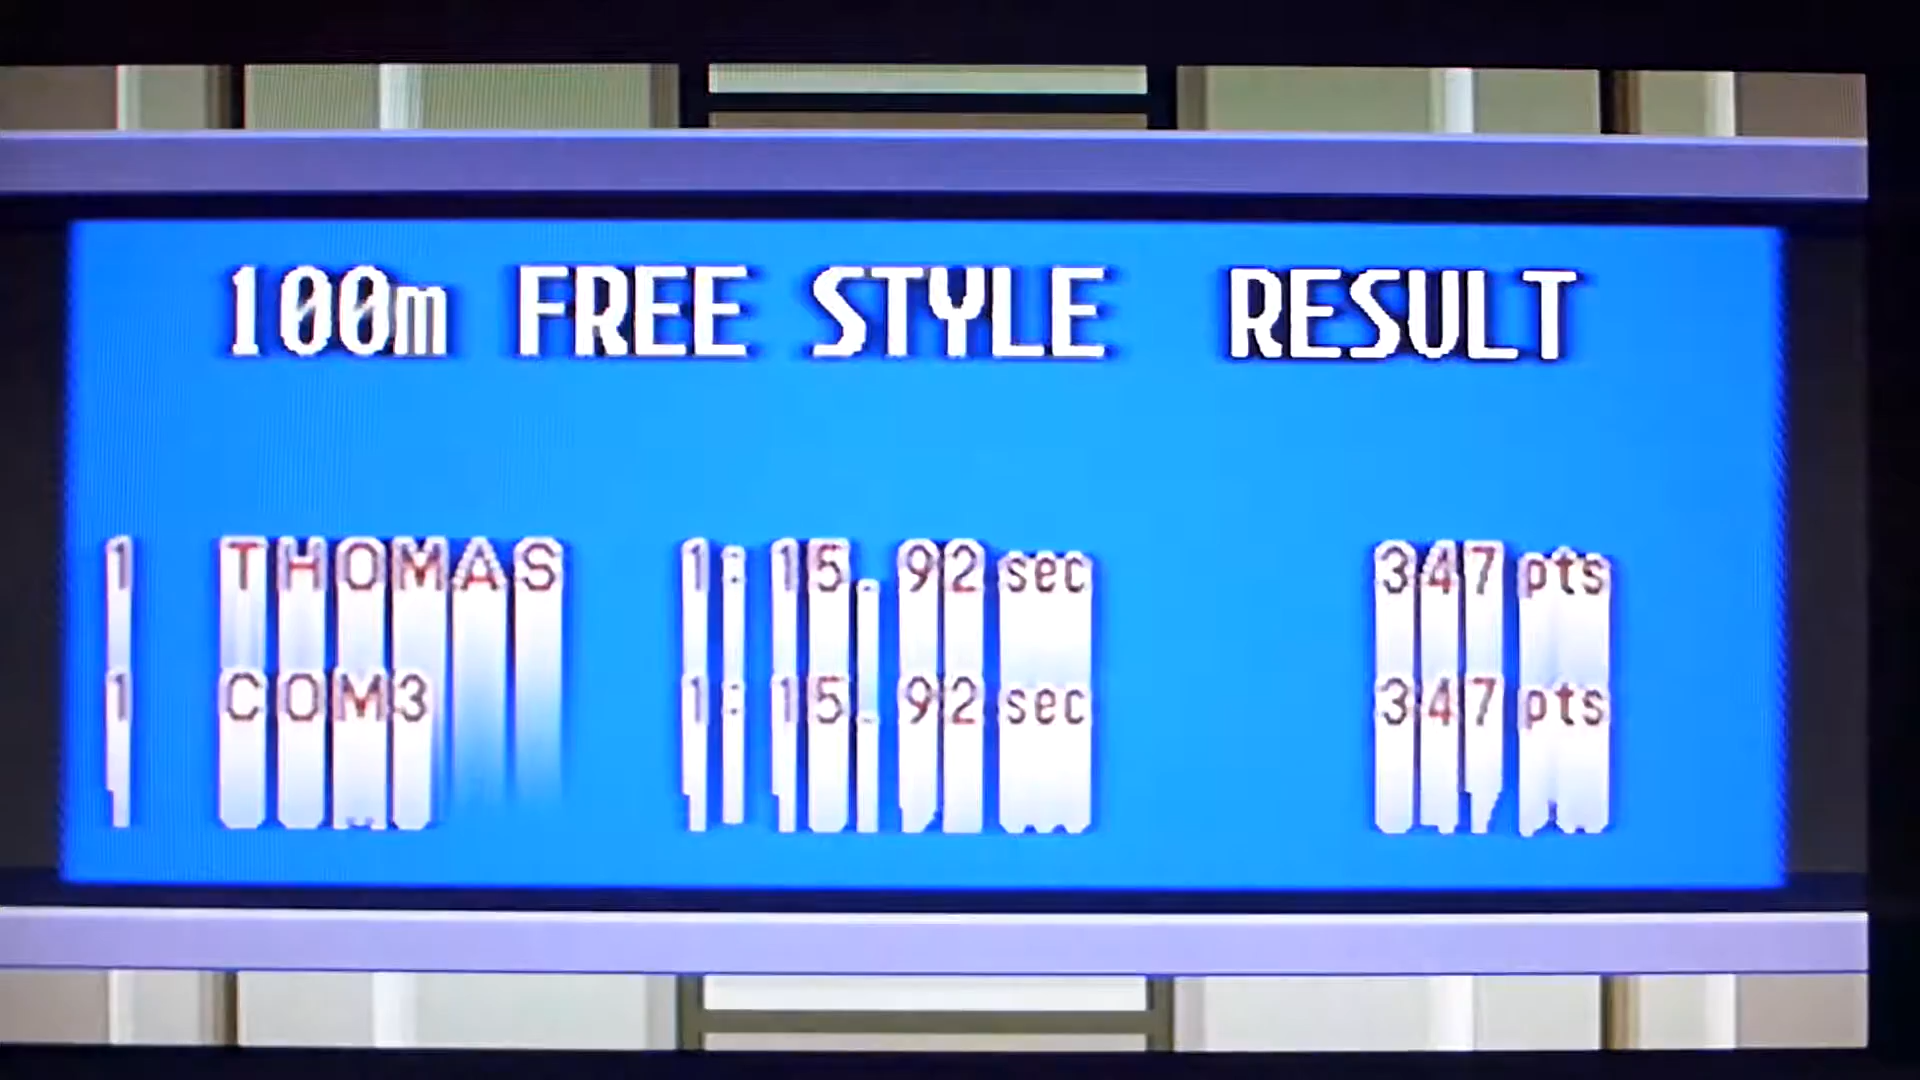 100m FREE STYLE RESULT
1 THOMAS 1:15.92 sec 347 pts
1 COM3 1:15.92 sec 347 pts